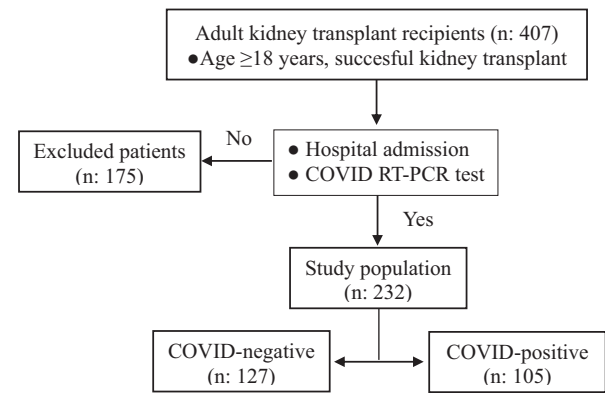 Adult kidney transplant recipients (n: 407)
●Age ≥18 years, succesful kidney transplant
No
Excluded patients
(n: 175)
● Hospital admission
● COVID RT-PCR test
Yes
Study population
(n: 232)
COVID-negative
(n: 127)
COVID-positive
(n: 105)